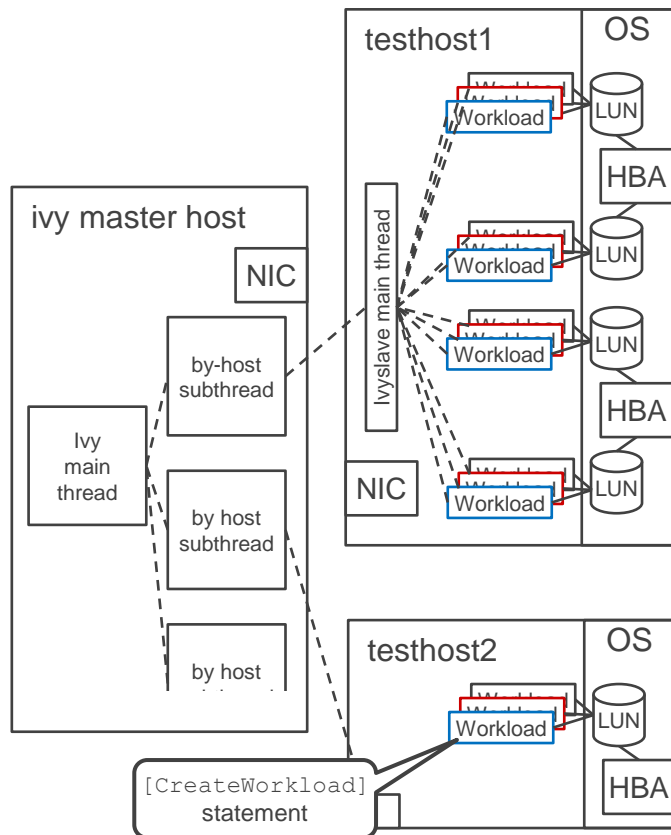 testhost1
OS
Workload
LUN
HBA
ivy master host
NIC
Workload
LUN
by-host
subthread
Ivyslave main thread
Workload
LUN
HBA
Ivy
main
thread
NIC
Workload
LUN
by host
subthread
testhost2
OS
by host
Workload
LUN
HBA
[CreateWorkload]
statement